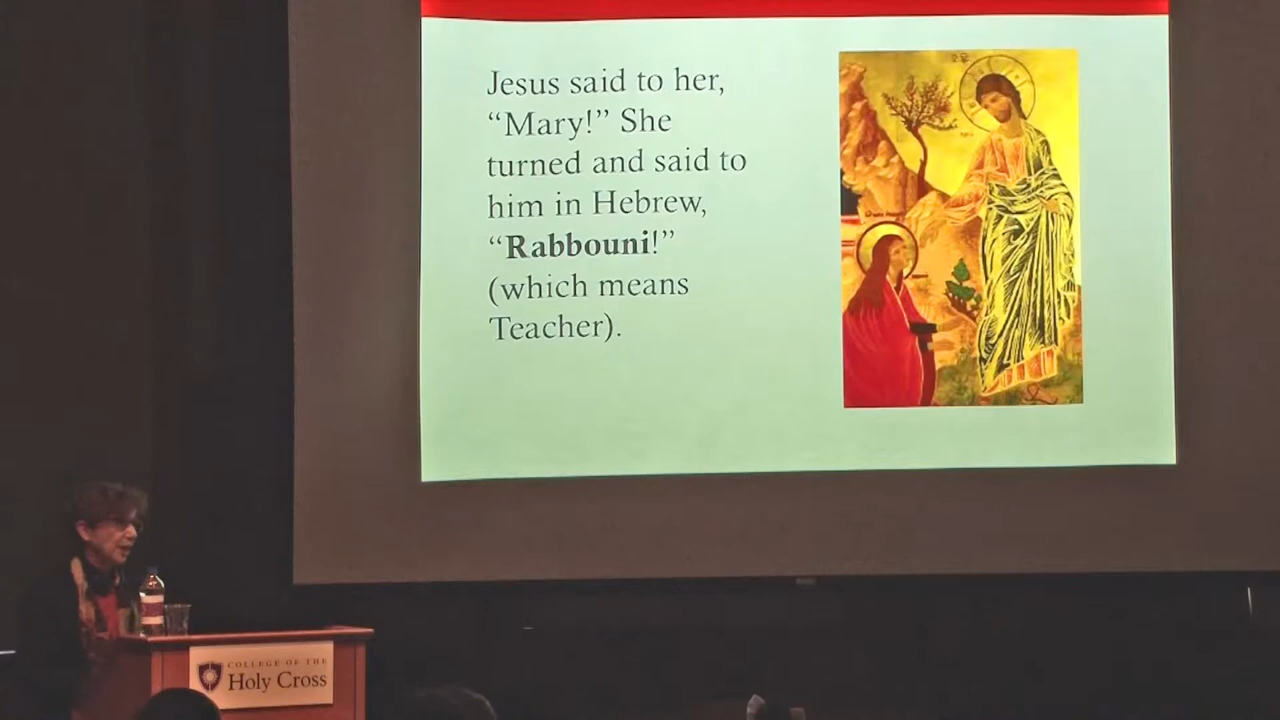 Jesus said to her,
“Mary!” She
turned and said to
him in Hebrew,
“Rabbouni!”
(which means
Teacher).
COLLEGE OF THE
Holy Cross